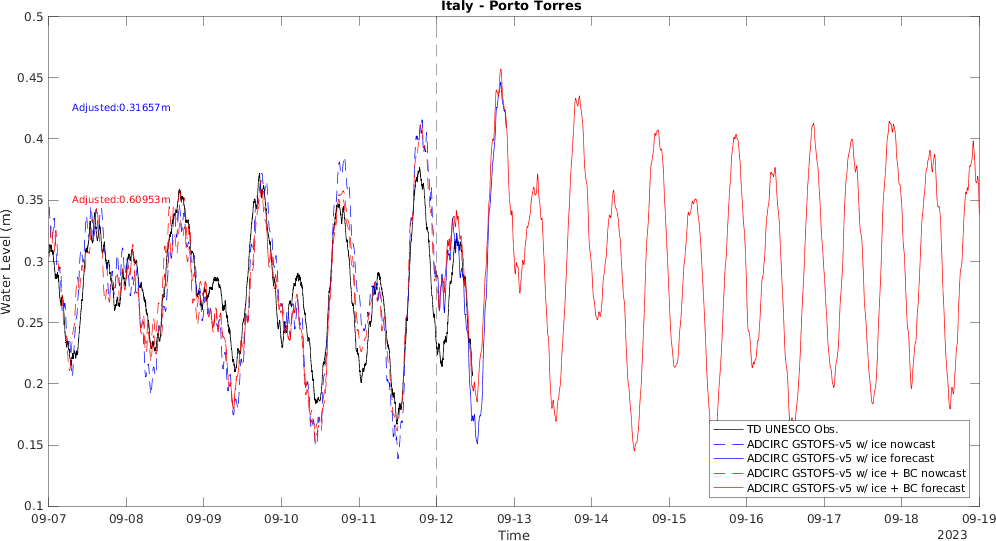 Italy - Porto Torres
0.5
0.45
0.4
0.35
0.3
0.25
0.2
0.15
0.1
Water Level (m)
Adjusted:0.31657m
Adjusted:0.60953m
TD UNESCO Obs.
ADCIRC GSTOFS-v5 w/ ice nowcast
ADCIRC GSTOFS-v5 w/ ice forecast
ADCIRC GSTOFS-v5 w/ ice + BC nowcast
ADCIRC GSTOFS-v5 w/ ice + BC forecast
09-07 09-08 09-09 09-10 09-11 09-12 09-13 09-14 09-15 09-16 09-17 09-18 09-19
Time
2023